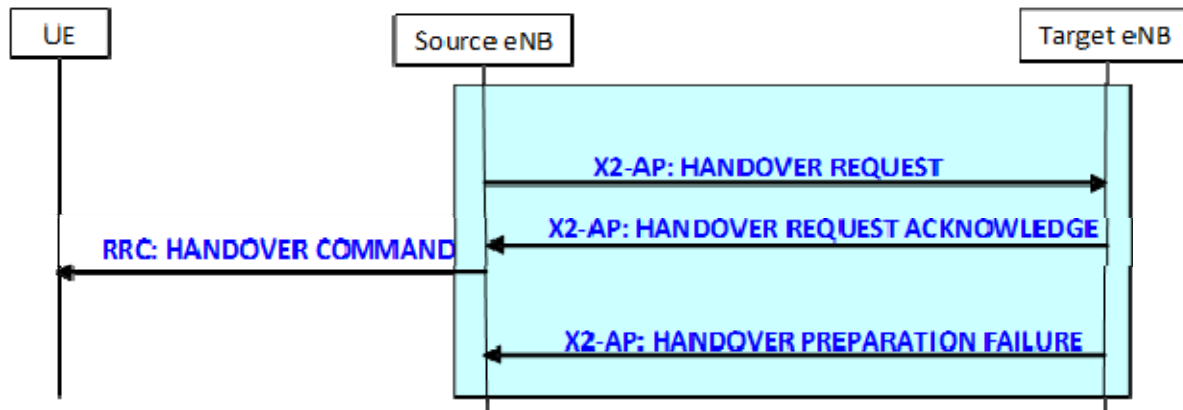 UE
Source eNB
Target eNB
X2-AP: HANDOVER REQUEST
X2-AP: HANDOVER REQUEST ACKNOWLEDGE
RRC: HANDOVER COMMAND
X2-AP: HANDOVER PREPARATION FAILURE